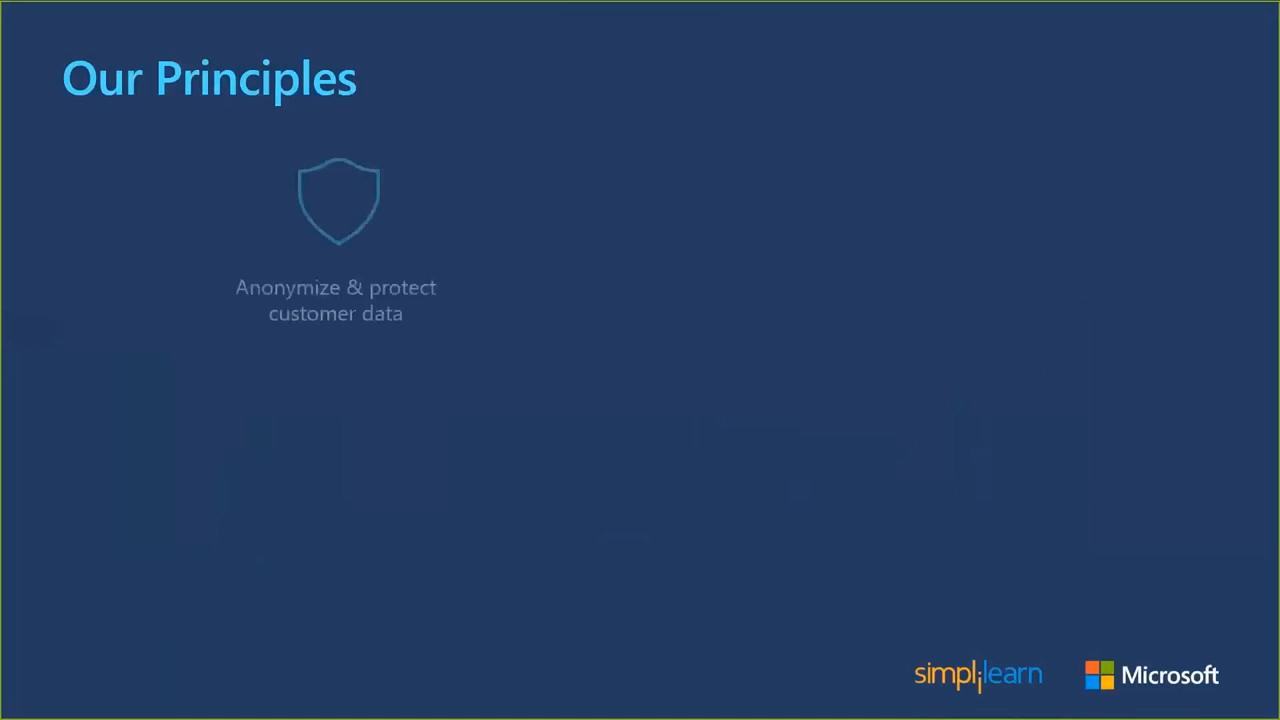 Our Principles
Anonymize & protect
customer data
simplilearn
Microsoft